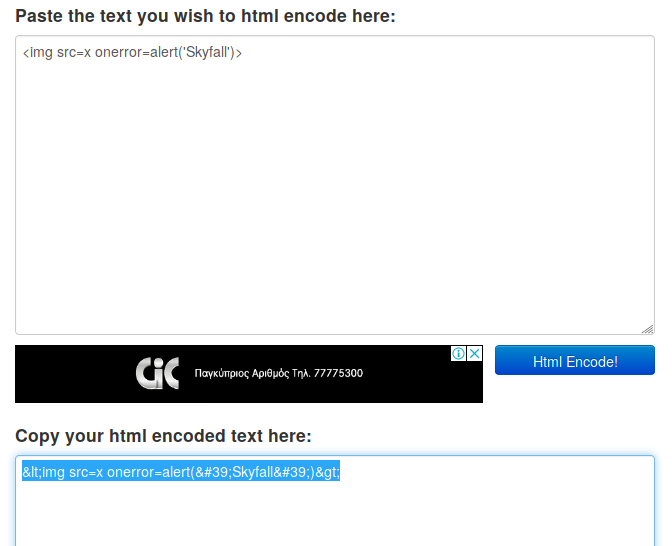 Paste the text you wish to html encode here:
<img src=x onerror=alert('Skyfall')>
CIC
Παγκύπριος Αριθμός Τηλ. 77775300
Html Encode!
Copy your html encoded text here:
&lt;img src=x onerror=alert(&#39;Skyfall&#39;)&gt;